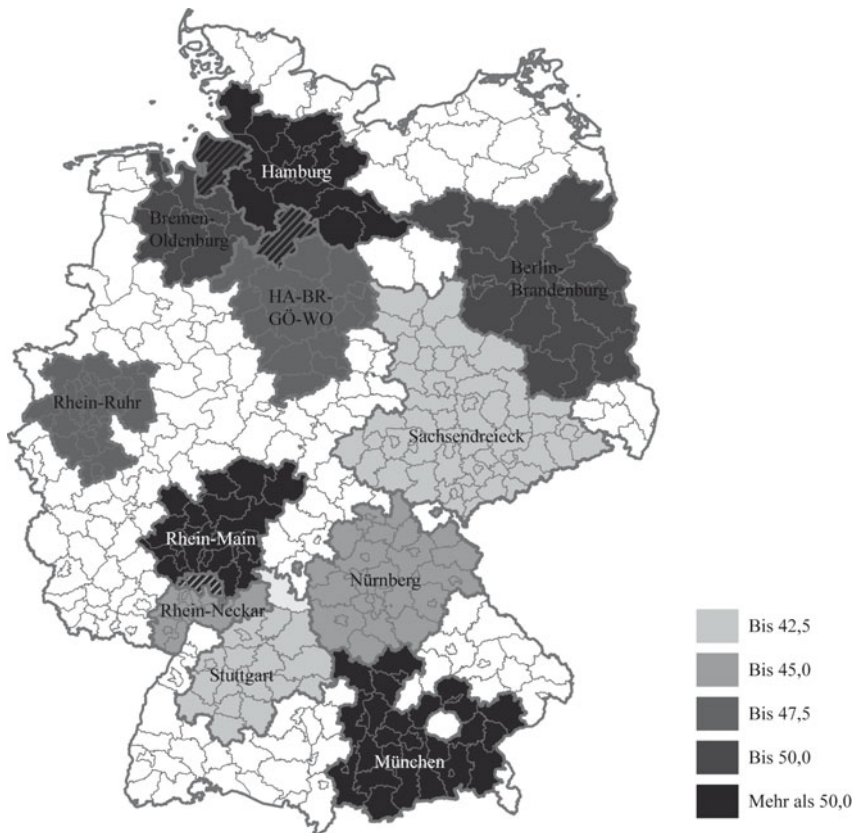 Hamburg
Bremen-
Oldenburg
Berlin-
Brandenburg
HA-BR-
GÖ-WO
Rhein-Ruhr
Sachsendreieck
Rhein-Main
Nürnberg
Rhein-Neckar
Stuttgart
München
Bis 42,5
Bis 45,0
Bis 47,5
Bis 50,0
Mehr als 50,0